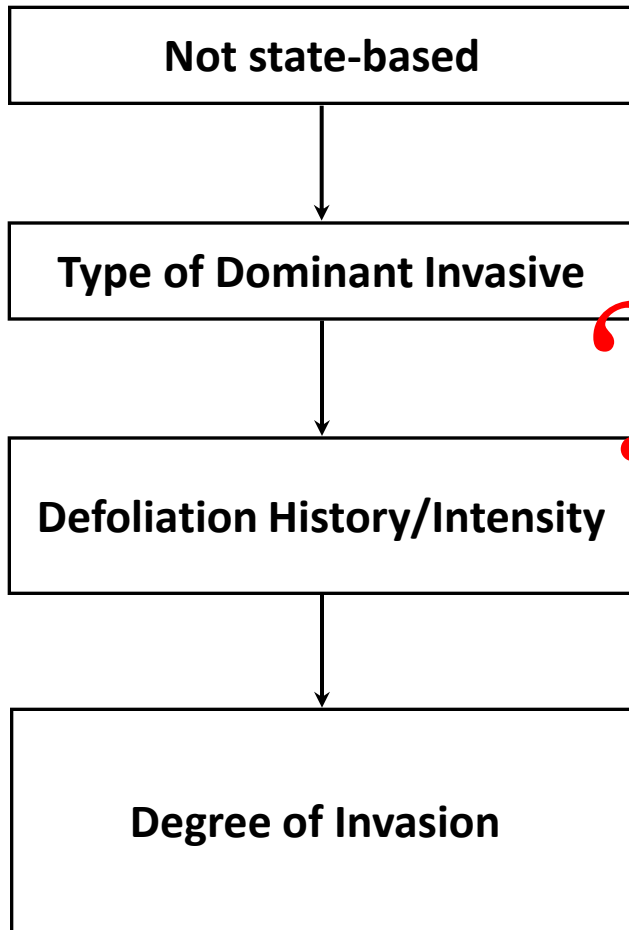 Not state-based
Type of Dominant Invasive
Defoliation History/Intensity
Degree of Invasion